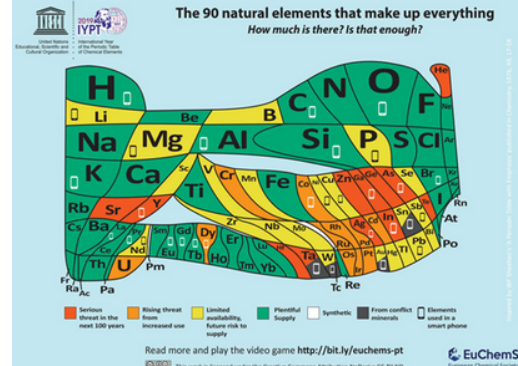 United Nations
Educational, Scientific and
Cultural Organization
2019
IYPT
International Year
of the Periodic Table
of Chemical Elements
The 90 natural elements that make up everything
How much is there? Is that enough?
H
He
Li
Be
B
C
N
O
F
Ne
Na
Mg
Al
Si
P
S
Cl
Ar
K
Ca
Sc
Ti
V
Cr
Mn
Fe
Co
Ni
Cu
Zn
Ga
Ge
As
Se
Br
Kr
Rb
Sr
Y
Zr
Nb
Mo
Ru
Rh
Pd
Ag
Cd
In
Sn
Sb
I
Cs
Ba
La
Pr
Nd
Sm
Eu
Gd
Tb
Dy
Ho
Er
Tm
Yb
Lu
Ta
W
Re
Os
Ir
Pt
Au
Hg
Tl
Pb
Bi
Po
At
Rn
Fr
Ra
Ac
Th
Pa
U
Pm
Tc
Serious
threat in the
next 100 years
Rising threat
from increased
use
Limited
availability,
future risk to
supply
Plentiful
Supply
Synthetic
From conflict
minerals
Elements
used in a
smart phone
Read more and play the video game http://bit.ly/euchems-pt
EuChemS
European Chemical Society